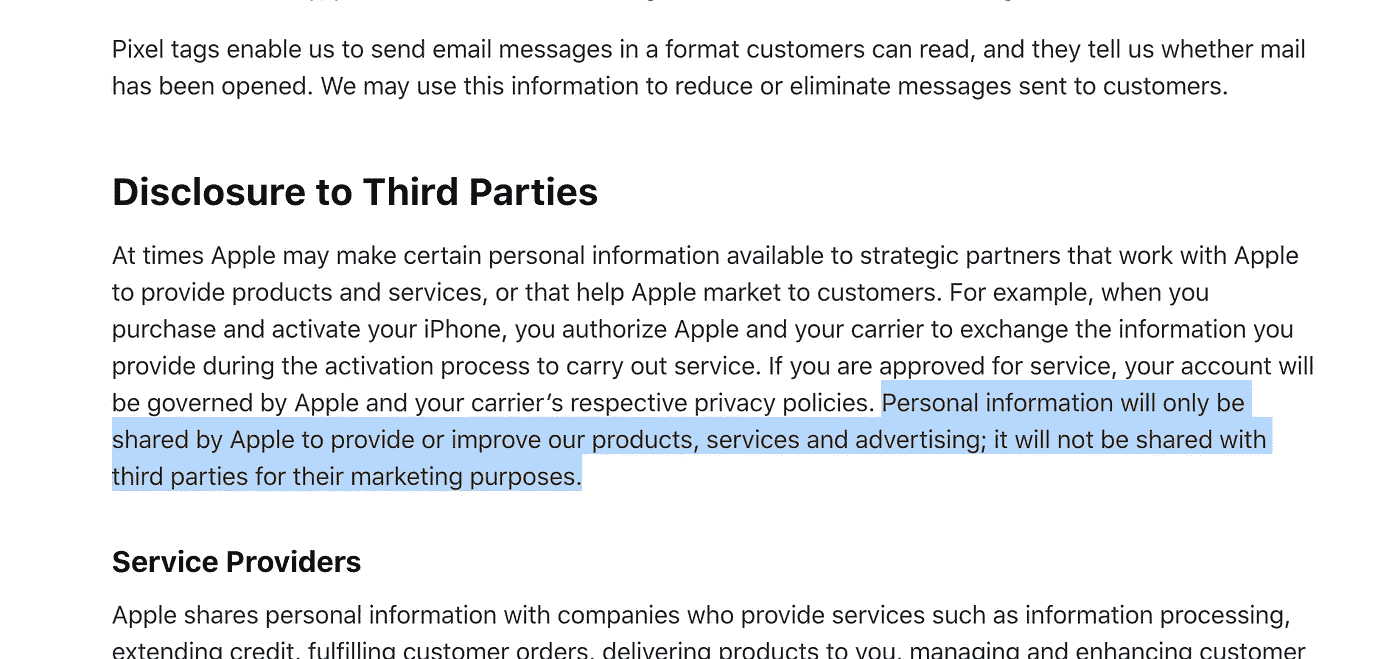 Pixel tags enable us to send email messages in a format customers can read, and they tell us whether mail
has been opened. We may use this information to reduce or eliminate messages sent to customers.
Disclosure to Third Parties
At times Apple may make certain personal information available to strategic partners that work with Apple
to provide products and services, or that help Apple market to customers. For example, when you
purchase and activate your iPhone, you authorize Apple and your carrier to exchange the information you
provide during the activation process to carry out service. If you are approved for service, your account will
be governed by Apple and your carrier’s respective privacy policies. Personal information will only be
shared by Apple to provide or improve our products, services and advertising; it will not be shared with
third parties for their marketing purposes.
Service Providers
Apple shares personal information with companies who provide services such as information processing,
extending credit, fulfilling customer orders, delivering products to you, managing and enhancing customer